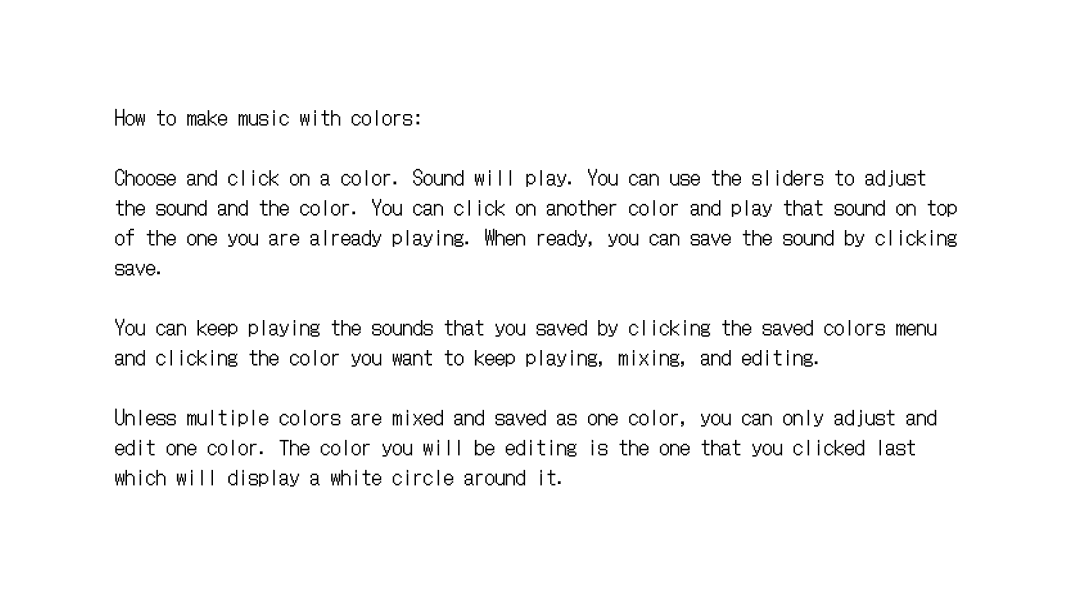 How to make music with colors:
Choose and click on a color. Sound will play. You can use the sliders to adjust
the sound and the color. You can click on another color and play that sound on top
of the one you are already playing. When ready, you can save the sound by clicking
save.
You can keep playing the sounds that you saved by clicking the saved colors menu
and clicking the color you want to keep playing, mixing, and editing.
Unless multiple colors are mixed and saved as one color, you can only adjust and
edit one color. The color you will be editing is the one that you clicked last
which will display a white circle around it.